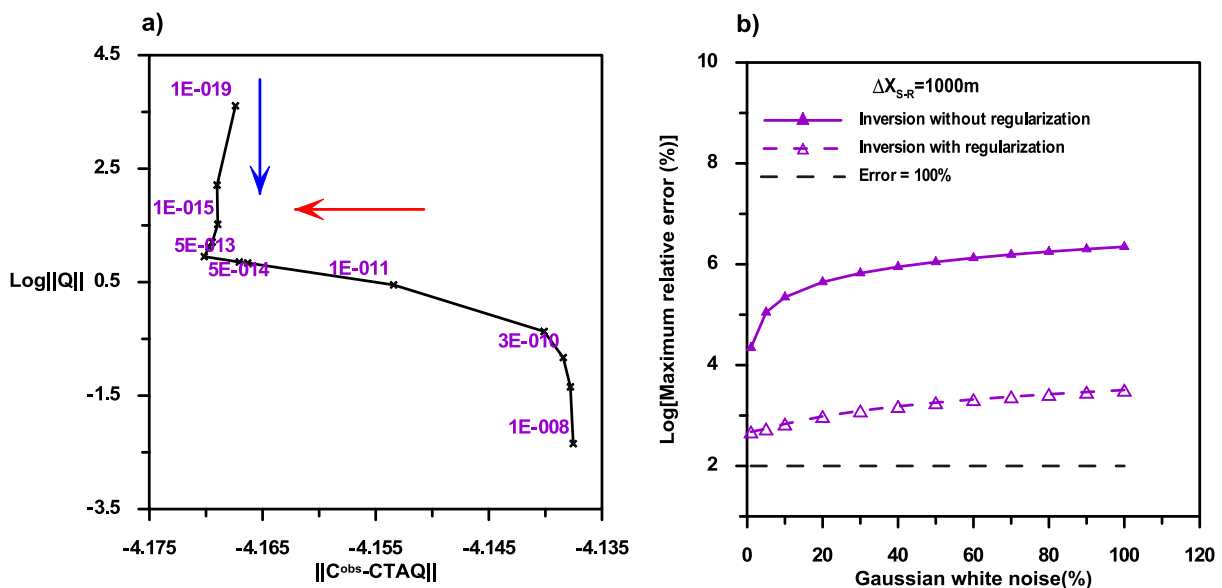 a)
4.5
2.5
0.5
-1.5
-3.5
Log||Q||
1E-019
1E-015
5E-013
5E-014
1E-011
3E-010
1E-008
-4.175 -4.165 -4.155 -4.145 -4.135
||Cobs-CTAQ||
b)
10
8
6
4
2
Log[Maximum relative error (%)]
ΔXS-R=1000m
Inversion without regularization
Inversion with regularization
Error = 100%
0 20 40 60 80 100 120
Gaussian white noise(%)